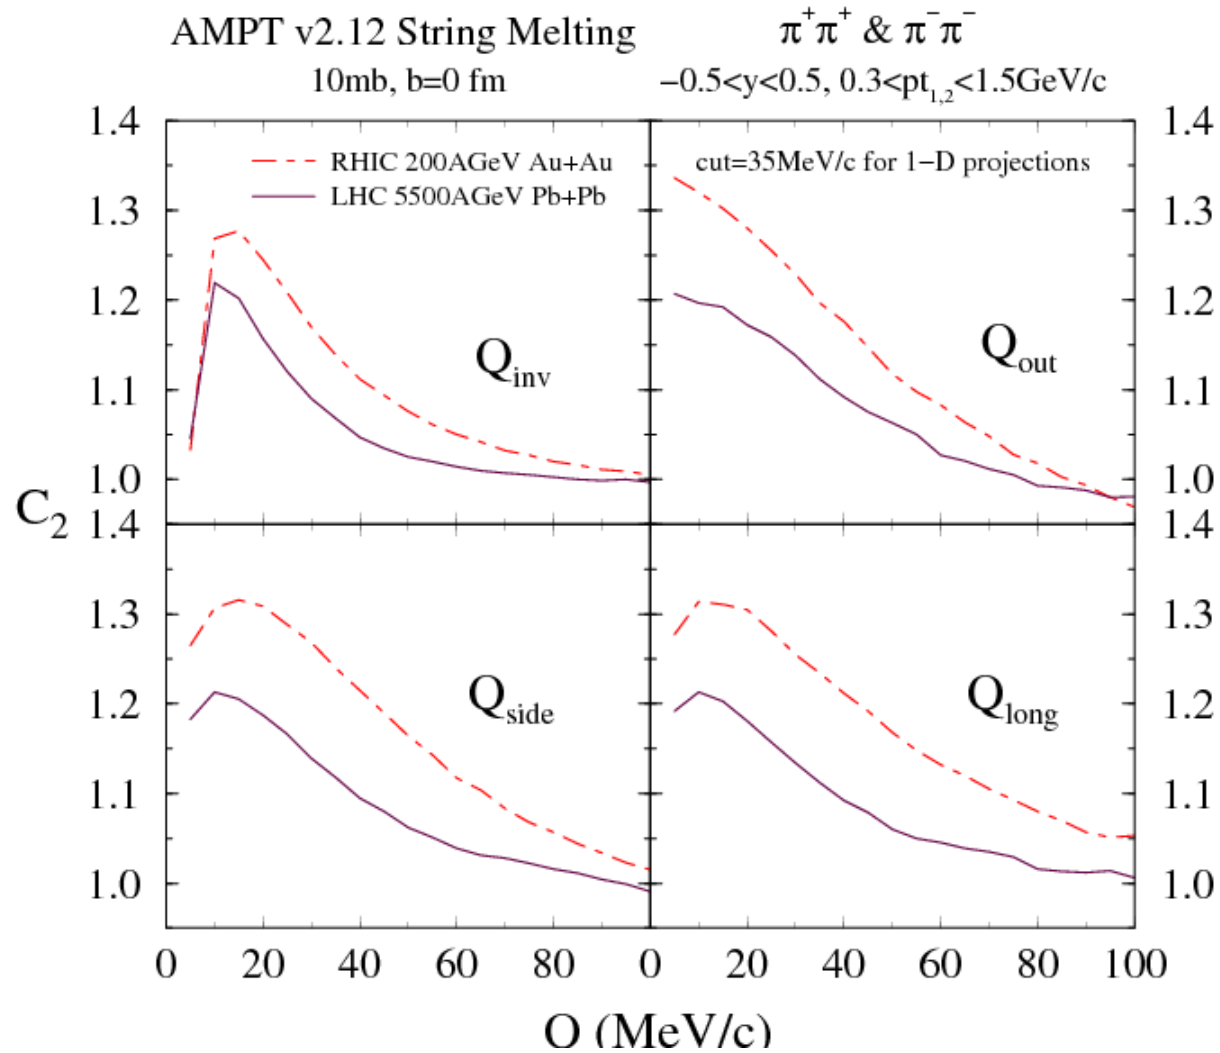 AMPT v2.12 String Melting
π⁺π⁺ & π⁻π⁻
10mb, b=0 fm
−0.5<y<0.5, 0.3<pt₁,₂<1.5GeV/c
1.4
1.3
1.2
1.1
1.0
RHIC 200AGeV Au+Au
LHC 5500AGeV Pb+Pb
Q_inv
cut=35MeV/c for 1−D projections
Q_out
1.4
1.3
1.2
1.1
1.0
C₂
1.4
1.3
1.2
1.1
1.0
Q_side
Q_long
1.4
1.3
1.2
1.1
1.0
0 20 40 60 80 0 20 40 60 80 100
Q (MeV/c)